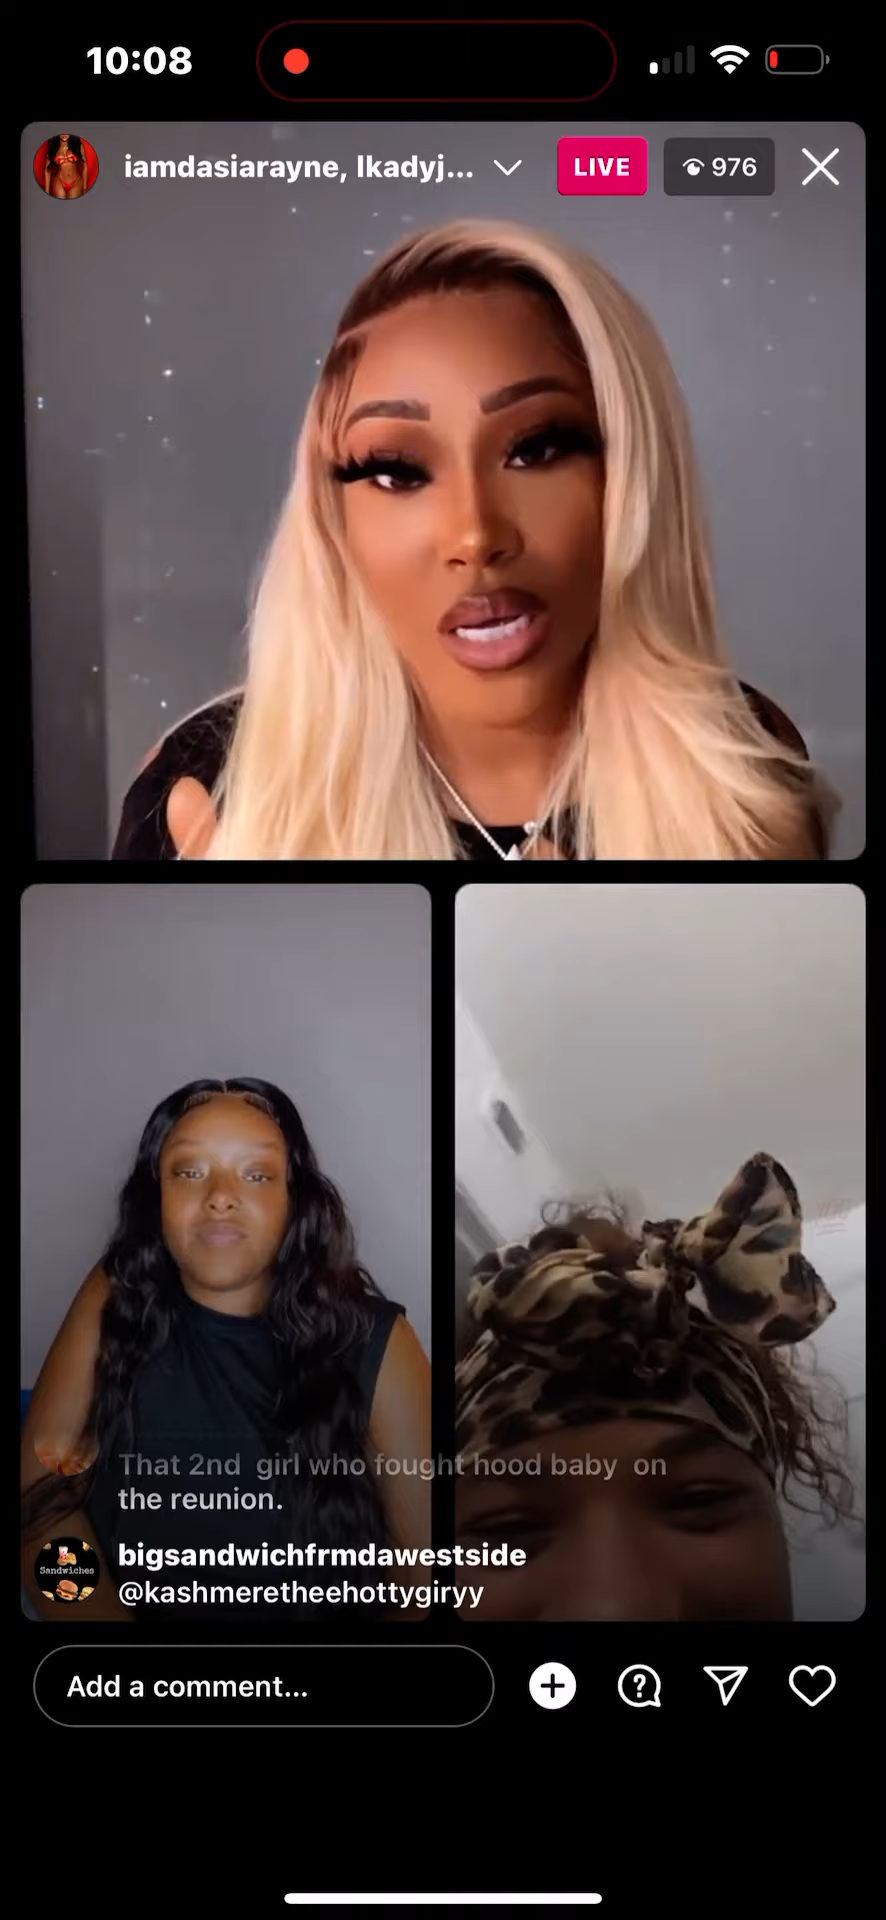 10:08
iamdasiarayne, lkadyj...
LIVE
976
That 2nd girl who fought hood baby on
the reunion.
bigsandwichfrmdawestside
Sandwiches
@kashmeretheehottygiryy
Add a comment...